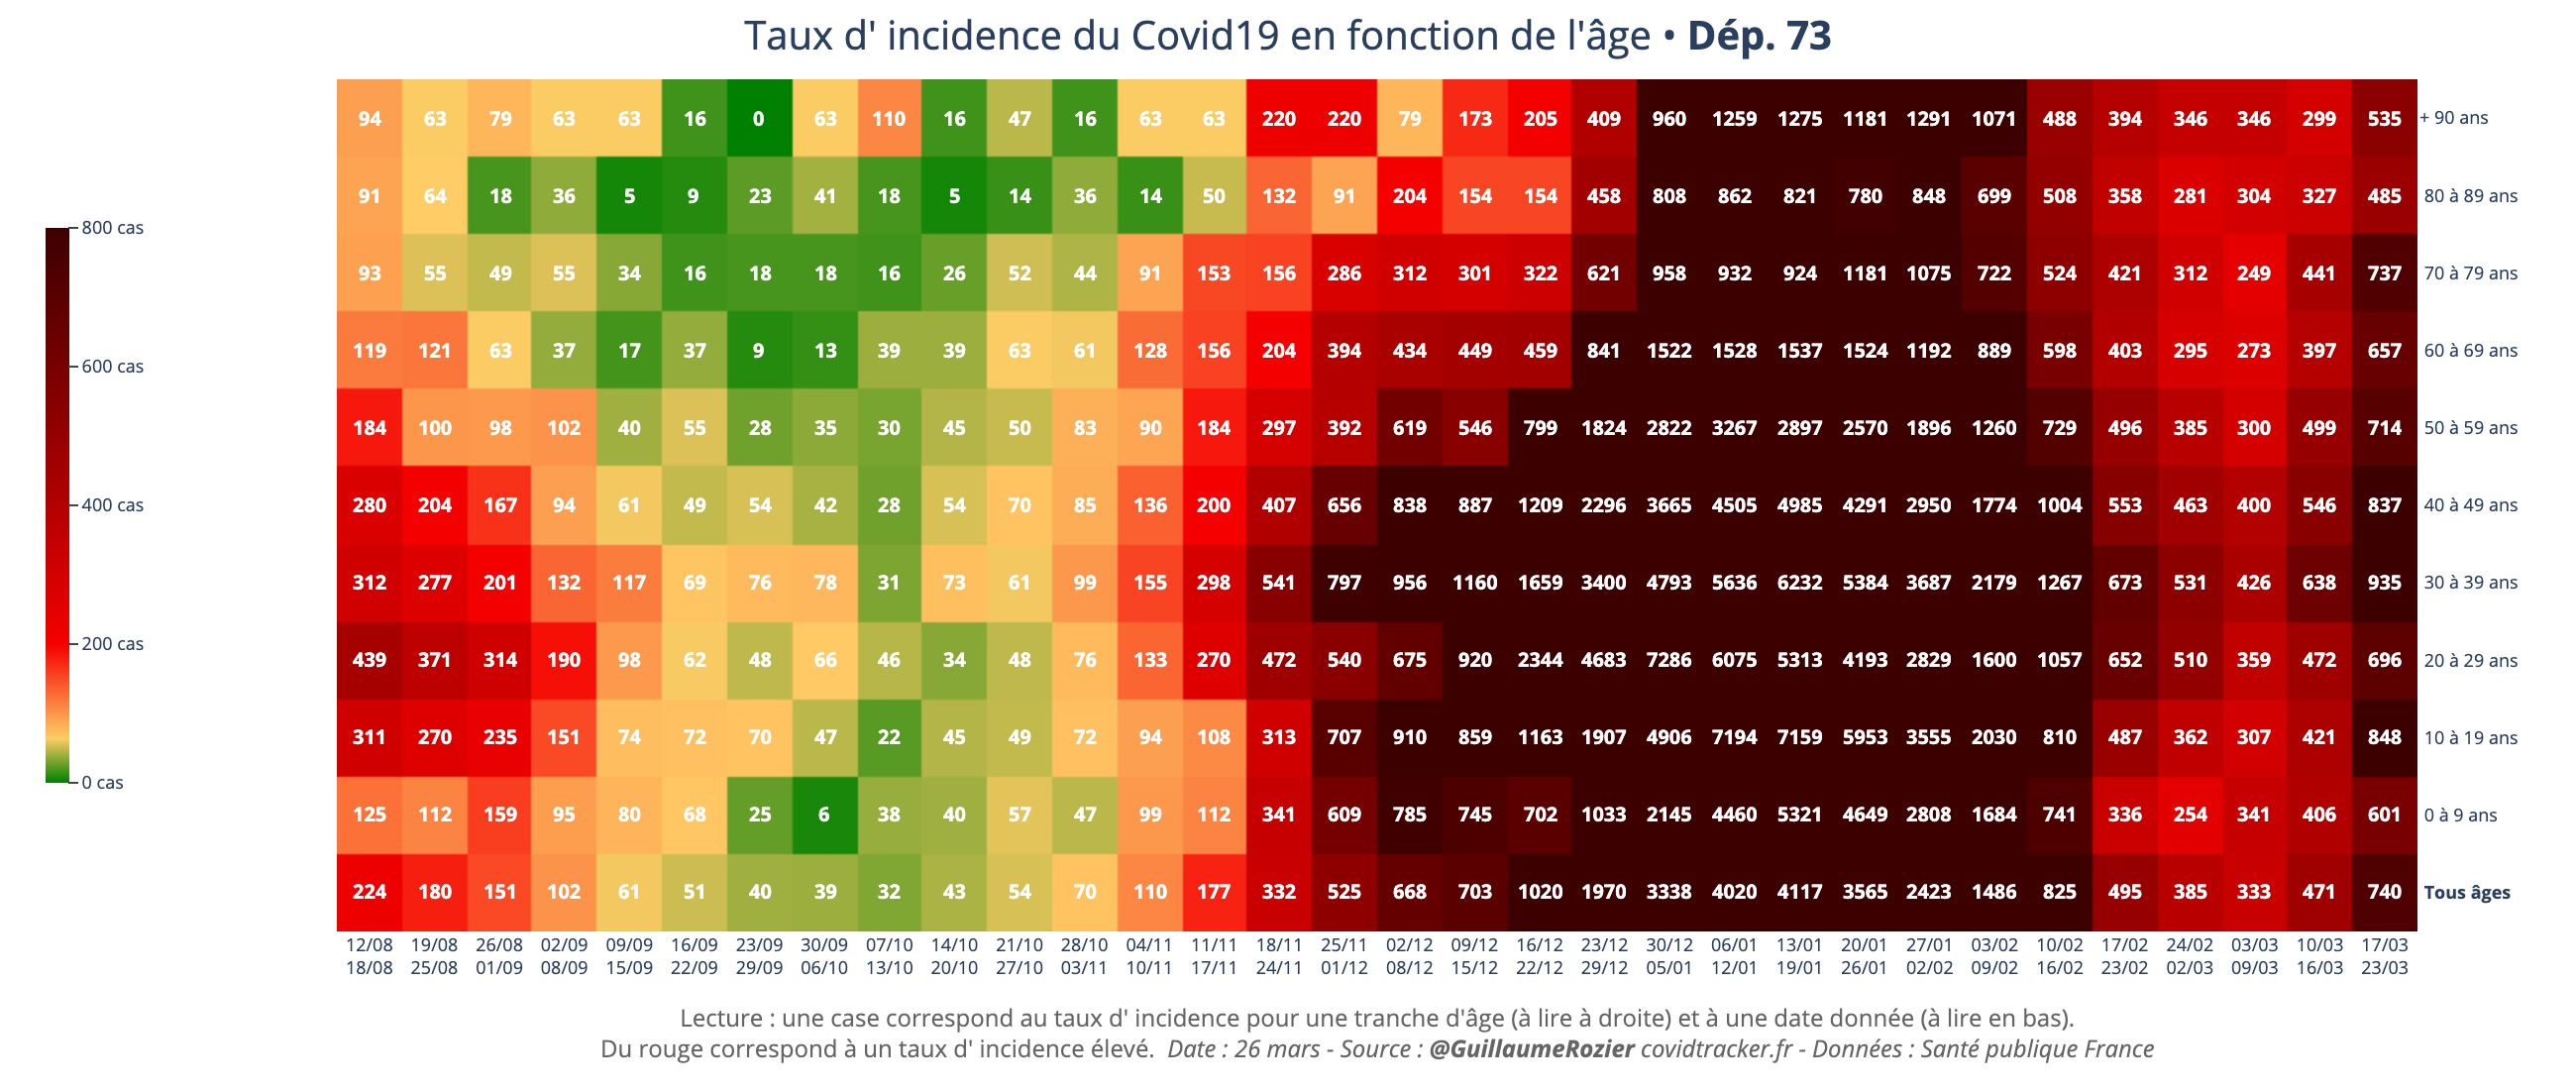 Taux d' incidence du Covid19 en fonction de l'âge • Dép. 73
94 63 79 63 63 16 0 63 110 16 47 16 63 63 220 220 79 173 205 409 960 1259 1275 1181 1291 1071 488 394 346 346 299 535 + 90 ans
91 64 18 36 5 9 23 41 18 5 14 36 14 50 132 91 204 154 154 458 808 862 821 780 848 699 508 358 281 304 327 485 80 à 89 ans
800 cas
93 55 49 55 34 16 18 18 16 26 52 44 91 153 156 286 312 301 322 621 958 932 924 1181 1075 722 524 421 312 249 441 737 70 à 79 ans
119 121 63 37 17 37 9 13 39 39 63 61 128 156 204 394 434 449 459 841 1522 1528 1537 1524 1192 889 598 403 295 273 397 657 60 à 69 ans
600 cas
184 100 98 102 40 55 28 35 30 45 50 83 90 184 297 392 619 546 799 1824 2822 3267 2897 2570 1896 1260 729 496 385 300 499 714 50 à 59 ans
400 cas
280 204 167 94 61 49 54 42 28 54 70 85 136 200 407 656 838 887 1209 2296 3665 4505 4985 4291 2950 1774 1004 553 463 400 546 837 40 à 49 ans
312 277 201 132 117 69 76 78 31 73 61 99 155 298 541 797 956 1160 1659 3400 4793 5636 6232 5384 3687 2179 1267 673 531 426 638 935 30 à 39 ans
200 cas
439 371 314 190 98 62 48 66 46 34 48 76 133 270 472 540 675 920 2344 4683 7286 6075 5313 4193 2829 1600 1057 652 510 359 472 696 20 à 29 ans
311 270 235 151 74 72 70 47 22 45 49 72 94 108 313 707 910 859 1163 1907 4906 7194 7159 5953 3555 2030 810 487 362 307 421 848 10 à 19 ans
0 cas
125 112 159 95 80 68 25 6 38 40 57 47 99 112 341 609 785 745 702 1033 2145 4460 5321 4649 2808 1684 741 336 254 341 406 601 0 à 9 ans
224 180 151 102 61 51 40 39 32 43 54 70 110 177 332 525 668 703 1020 1970 3338 4020 4117 3565 2423 1486 825 495 385 333 471 740 Tous âges
12/08 19/08 26/08 02/09 09/09 16/09 23/09 30/09 07/10 14/10 21/10 28/10 04/11 11/11 18/11 25/11 02/12 09/12 16/12 23/12 30/12 06/01 13/01 20/01 27/01 03/02 10/02 17/02 24/02 03/03 10/03 17/03
18/08 25/08 01/09 08/09 15/09 22/09 29/09 06/10 13/10 20/10 27/10 03/11 10/11 17/11 24/11 01/12 08/12 15/12 22/12 29/12 05/01 12/01 19/01 26/01 02/02 09/02 16/02 23/02 02/03 09/03 16/03 23/03
Lecture : une case correspond au taux d' incidence pour une tranche d'âge (à lire à droite) et à une date donnée (à lire en bas).
Du rouge correspond à un taux d' incidence élevé. Date : 26 mars - Source : @GuillaumeRozier covidtracker.fr - Données : Santé publique France